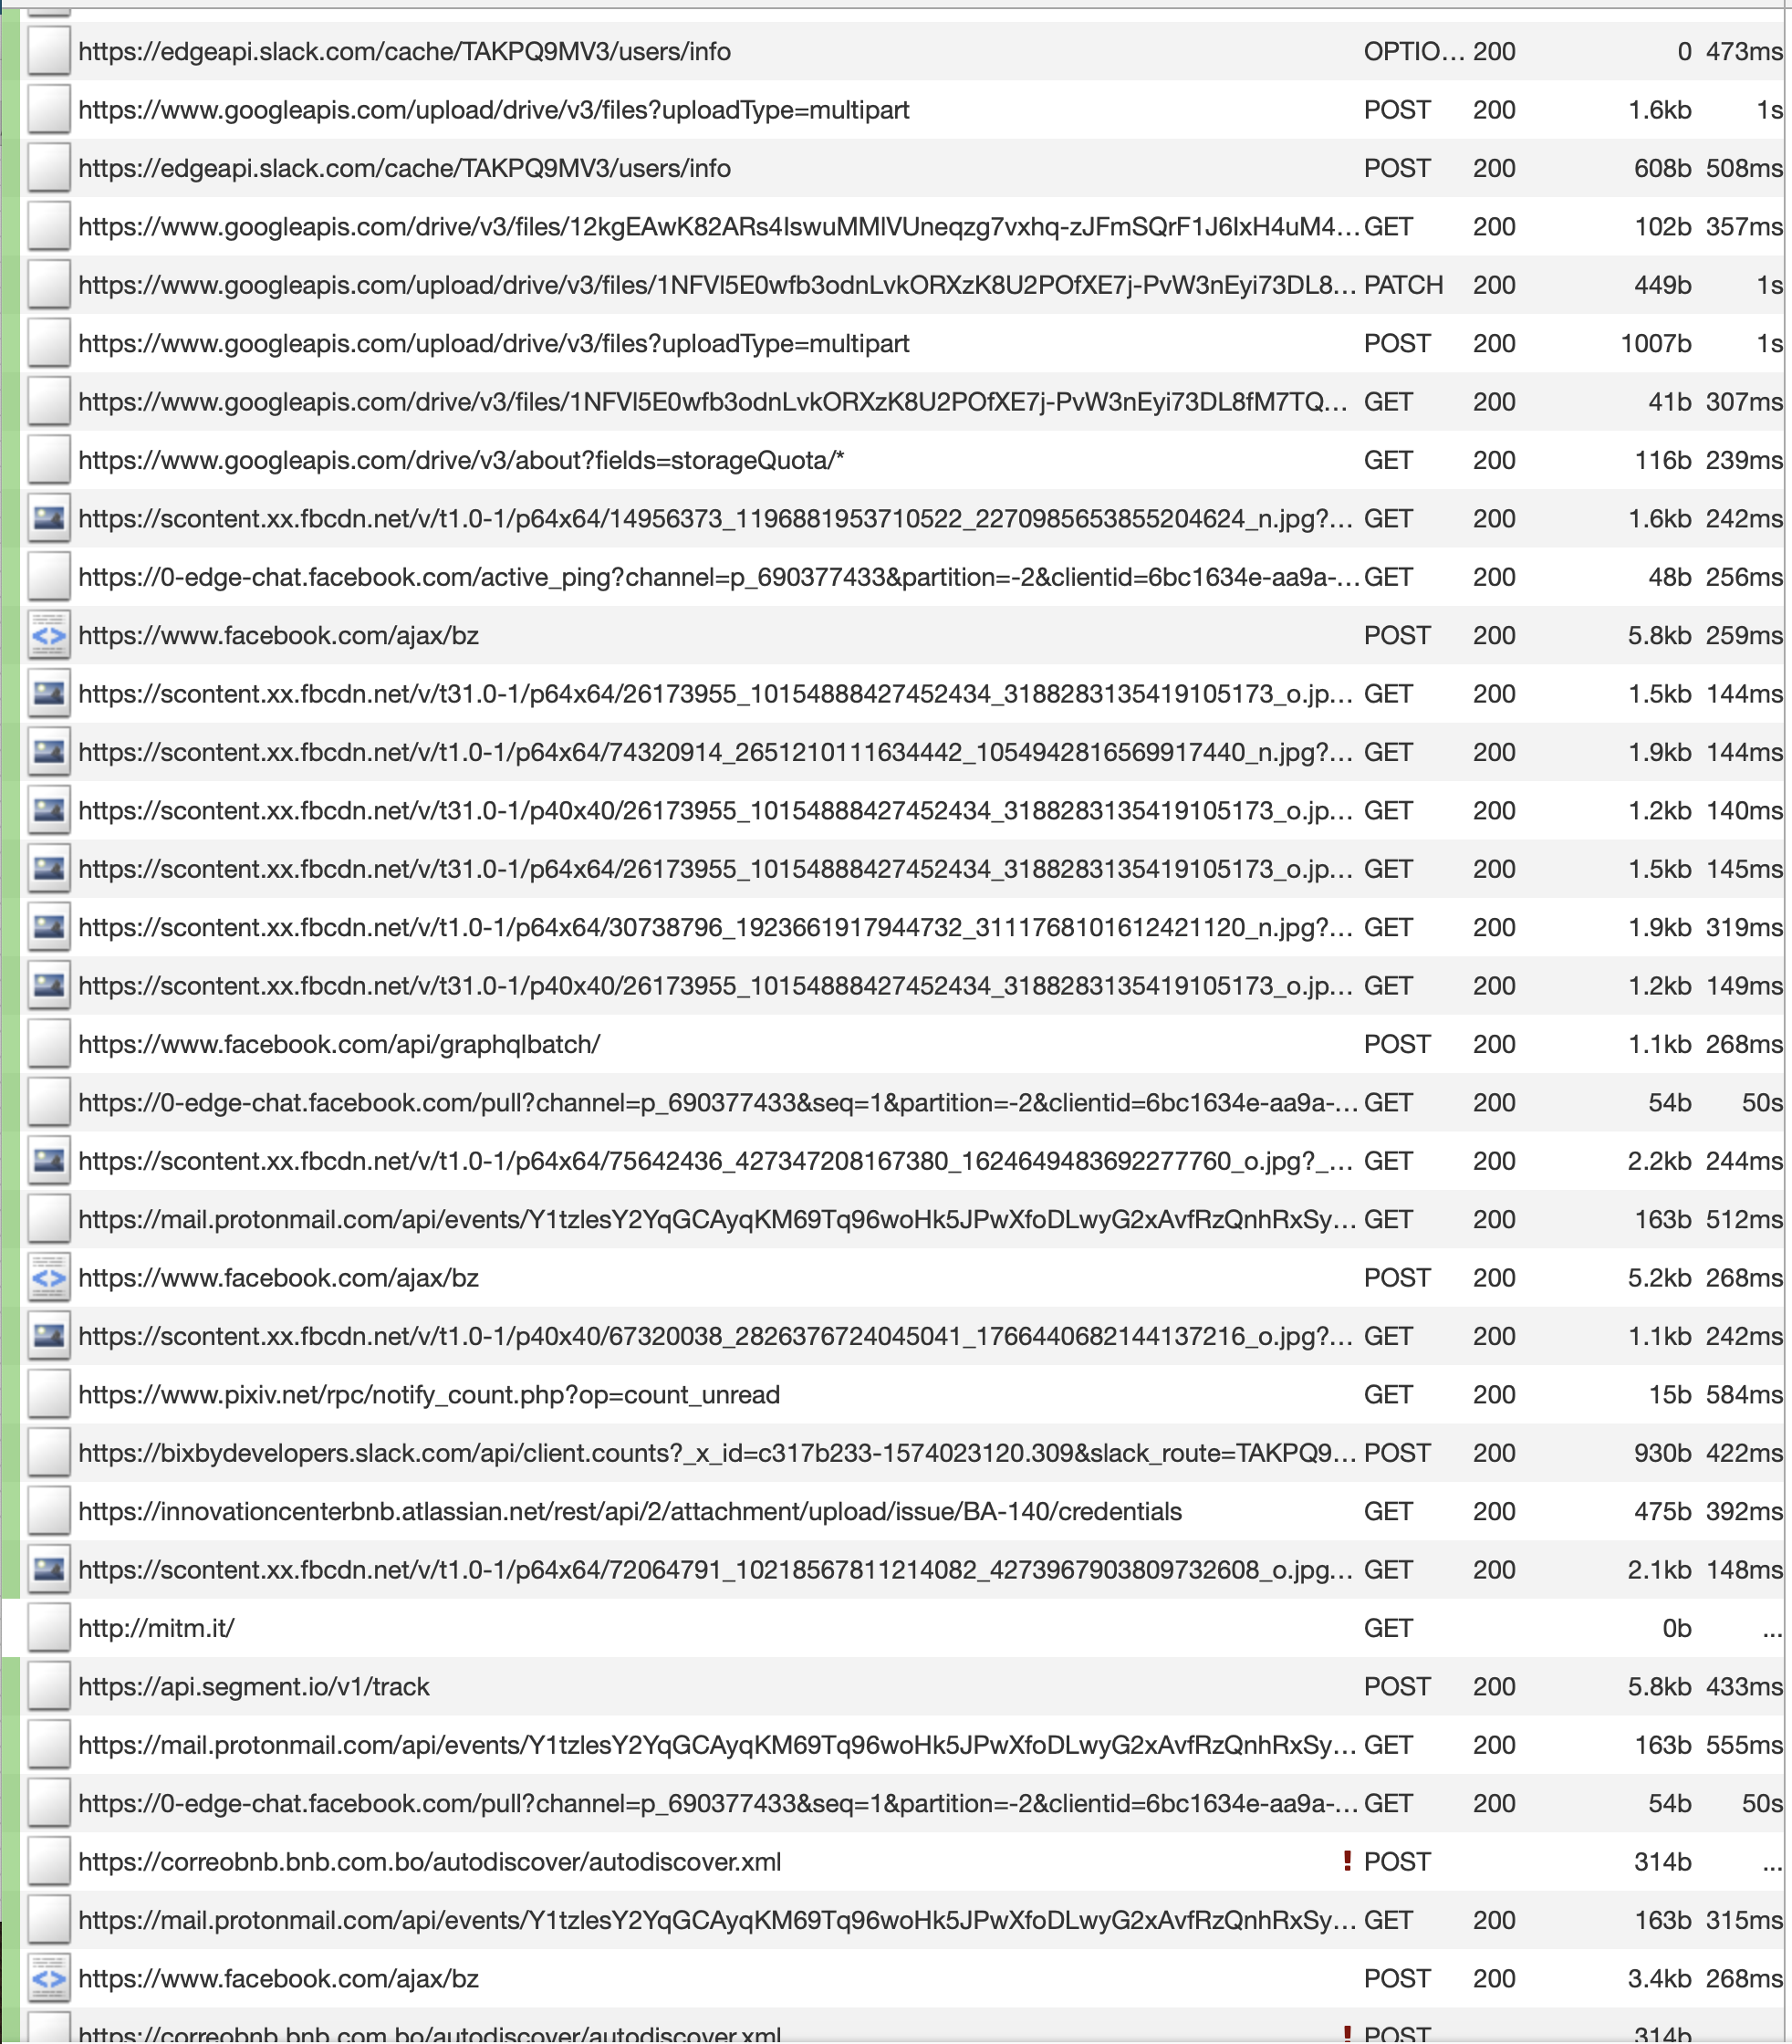 https://edgeapi.slack.com/cache/TAKPQ9MV3/users/info OPTIO... 200 0 473ms
https://www.googleapis.com/upload/drive/v3/files?uploadType=multipart POST 200 1.6kb 1s
https://edgeapi.slack.com/cache/TAKPQ9MV3/users/info POST 200 608b 508ms
https://www.googleapis.com/drive/v3/files/12kgEAwK82ARs4IswuMMIVUneqzg7vxhq-zJFmSQrF1J6IxH4uM4... GET 200 102b 357ms
https://www.googleapis.com/upload/drive/v3/files/1NFVI5E0wfb3odnLvkORXzK8U2POfXE7j-PvW3nEyi73DL8... PATCH 200 449b 1s
https://www.googleapis.com/upload/drive/v3/files?uploadType=multipart POST 200 1007b 1s
https://www.googleapis.com/drive/v3/files/1NFVI5E0wfb3odnLvkORXzK8U2POfXE7j-PvW3nEyi73DL8fM7TQ... GET 200 41b 307ms
https://www.googleapis.com/drive/v3/about?fields=storageQuota/* GET 200 116b 239ms
https://scontent.xx.fbcdn.net/v/t1.0-1/p64x64/14956373_1196881953710522_2270985653855204624_n.jpg?... GET 200 1.6kb 242ms
https://0-edge-chat.facebook.com/active_ping?channel=p_690377433&partition=-2&clientid=6bc1634e-aa9a-... GET 200 48b 256ms
https://www.facebook.com/ajax/bz POST 200 5.8kb 259ms
https://scontent.xx.fbcdn.net/v/t31.0-1/p64x64/26173955_10154888427452434_3188283135419105173_o.jp... GET 200 1.5kb 144ms
https://scontent.xx.fbcdn.net/v/t1.0-1/p64x64/74320914_2651210111634442_1054942816569917440_n.jpg?... GET 200 1.9kb 144ms
https://scontent.xx.fbcdn.net/v/t31.0-1/p40x40/26173955_10154888427452434_3188283135419105173_o.jp... GET 200 1.2kb 140ms
https://scontent.xx.fbcdn.net/v/t31.0-1/p64x64/26173955_10154888427452434_3188283135419105173_o.jp... GET 200 1.5kb 145ms
https://scontent.xx.fbcdn.net/v/t1.0-1/p64x64/30738796_1923661917944732_3111768101612421120_n.jpg?... GET 200 1.9kb 319ms
https://scontent.xx.fbcdn.net/v/t31.0-1/p40x40/26173955_10154888427452434_3188283135419105173_o.jp... GET 200 1.2kb 149ms
https://www.facebook.com/api/graphqlbatch/ POST 200 1.1kb 268ms
https://0-edge-chat.facebook.com/pull?channel=p_690377433&seq=1&partition=-2&clientid=6bc1634e-aa9a-... GET 200 54b 50s
https://scontent.xx.fbcdn.net/v/t1.0-1/p64x64/75642436_427347208167380_1624649483692277760_o.jpg?_... GET 200 2.2kb 244ms
https://mail.protonmail.com/api/events/Y1tzlesY2YqGCAyqKM69Tq96woHk5JPwXfoDLwyG2xAvfRzQnhRxSy... GET 200 163b 512ms
https://www.facebook.com/ajax/bz POST 200 5.2kb 268ms
https://scontent.xx.fbcdn.net/v/t1.0-1/p40x40/67320038_2826376724045041_1766440682144137216_o.jpg?... GET 200 1.1kb 242ms
https://www.pixiv.net/rpc/notify_count.php?op=count_unread GET 200 15b 584ms
https://bixbydevelopers.slack.com/api/client.counts?_x_id=c317b233-1574023120.309&slack_route=TAKPQ9... POST 200 930b 422ms
https://innovationcenterbnb.atlassian.net/rest/api/2/attachment/upload/issue/BA-140/credentials GET 200 475b 392ms
https://scontent.xx.fbcdn.net/v/t1.0-1/p64x64/72064791_10218567811214082_4273967903809732608_o.jpg... GET 200 2.1kb 148ms
http://mitm.it/ GET 0b ...
https://api.segment.io/v1/track POST 200 5.8kb 433ms
https://mail.protonmail.com/api/events/Y1tzlesY2YqGCAyqKM69Tq96woHk5JPwXfoDLwyG2xAvfRzQnhRxSy... GET 200 163b 555ms
https://0-edge-chat.facebook.com/pull?channel=p_690377433&seq=1&partition=-2&clientid=6bc1634e-aa9a-... GET 200 54b 50s
https://correobnb.bnb.com.bo/autodiscover/autodiscover.xml ! POST 314b ...
https://mail.protonmail.com/api/events/Y1tzlesY2YqGCAyqKM69Tq96woHk5JPwXfoDLwyG2xAvfRzQnhRxSy... GET 200 163b 315ms
https://www.facebook.com/ajax/bz POST 200 3.4kb 268ms
https://correobnb.bnb.com.bo/autodiscover/autodiscover.xml ! POST 314b